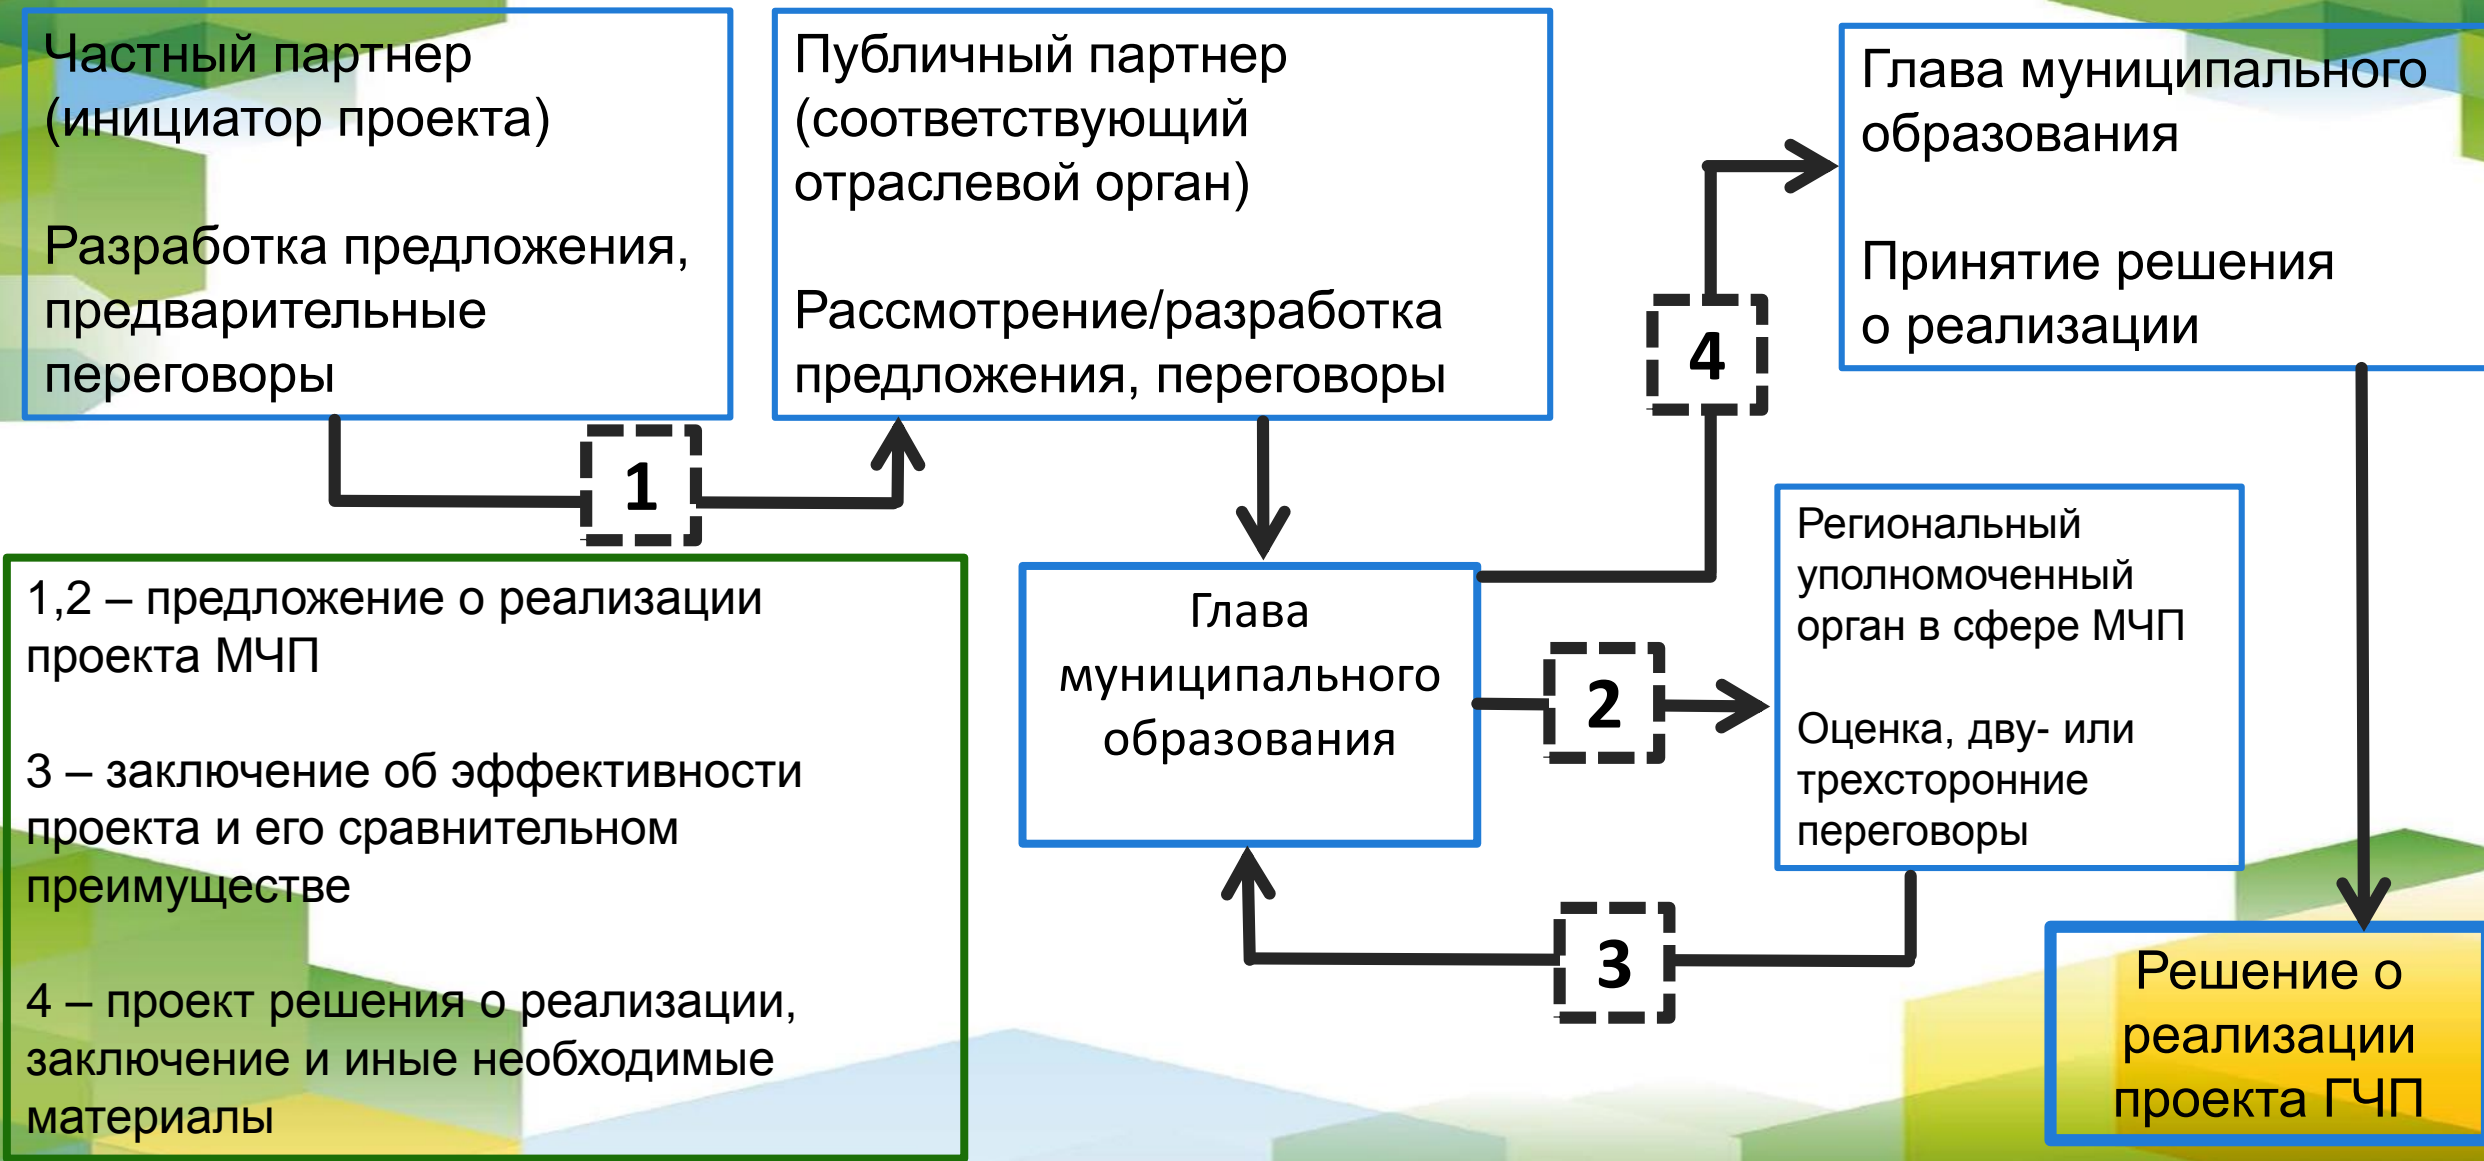 Частный партнер
(инициатор проекта)
Разработка предложения,
предварительные
переговоры
Публичный партнер
(соответствующий
отраслевой орган)
Рассмотрение/разработка
предложения, переговоры
Глава муниципального
образования
Принятие решения
о реализации
4
1
1,2 – предложение о реализации
проекта МЧП
3 – заключение об эффективности
проекта и его сравнительном
преимуществе
4 – проект решения о реализации,
заключение и иные необходимые
материалы
Глава
муниципального
образования
2
Региональный
уполномоченный
орган в сфере МЧП
Оценка, дву- или
трехсторонние
переговоры
3
Решение о
реализации
проекта ГЧП